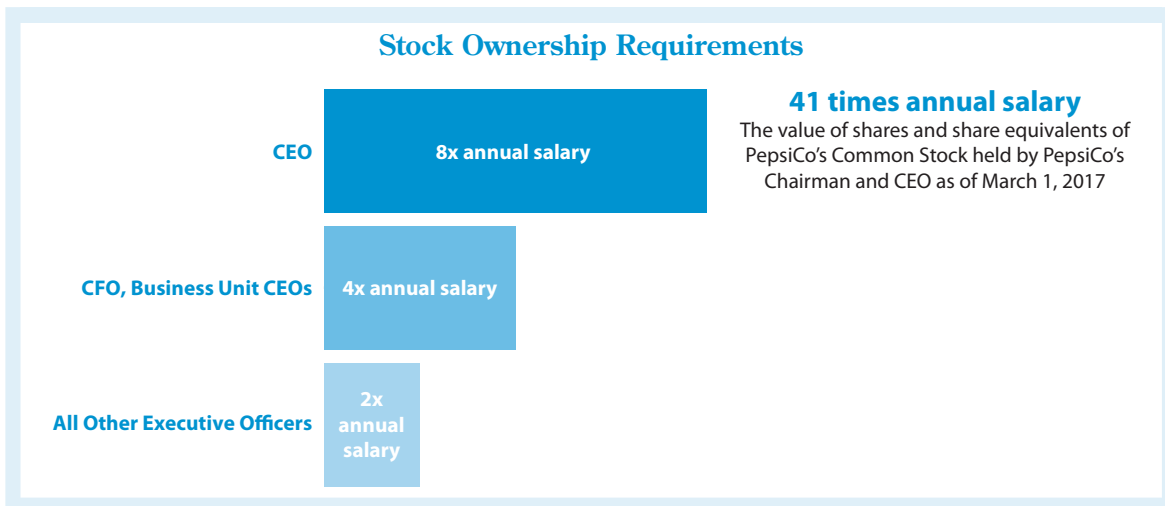 Stock Ownership Requirements
CEO
8x annual salary
41 times annual salary
The value of shares and share equivalents of
PepsiCo's Common Stock held by PepsiCo's
Chairman and CEO as of March 1, 2017
CFO, Business Unit CEOs
4x annual salary
All Other Executive Officers
2x
annual
salary